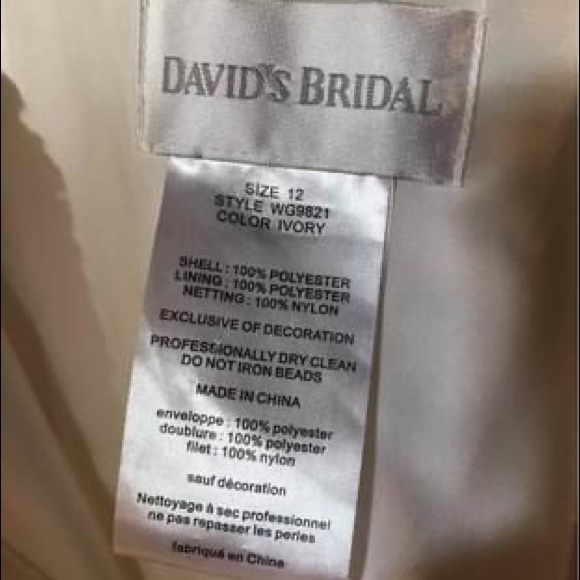 DAVID'S BRIDAL
SIZE 12
STYLE WG9821
COLOR IVORY
SHELL: 100% POLYESTER
LINING: 100% POLYESTER
NETTING: 100% NYLON
EXCLUSIVE OF DECORATION
PROFESSIONALLY DRY CLEAN
DO NOT IRON BEADS
MADE IN CHINA
enveloppe : 100% polyester
doublure : 100% polyester
filet : 100% nylon
sauf décoration
Nettoyage à sec professionnel
ne pas repasser les perles
fabriqué en Chine